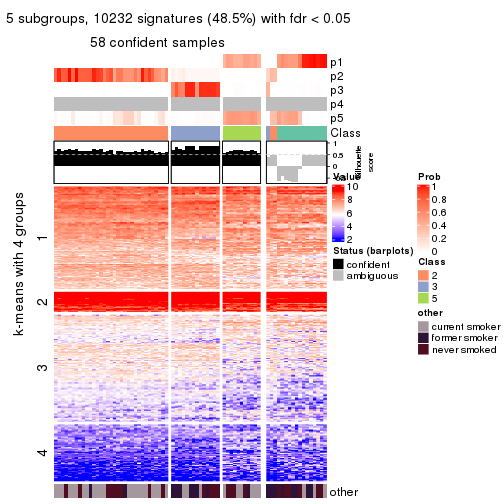 5 subgroups, 10232 signatures (48.5%) with fdr < 0.05
58 confident samples
p1
p2
p3
p4
p5
Class
1
0.5
0
-0.5
Silhouette
score
k-means with 4 groups
1
2
3
4
Value
10
8
6
4
2
Status (barplots)
confident
ambiguous
Prob
1
0.8
0.6
0.4
0.2
0
Class
2
3
5
other
current smoker
former smoker
never smoked
other